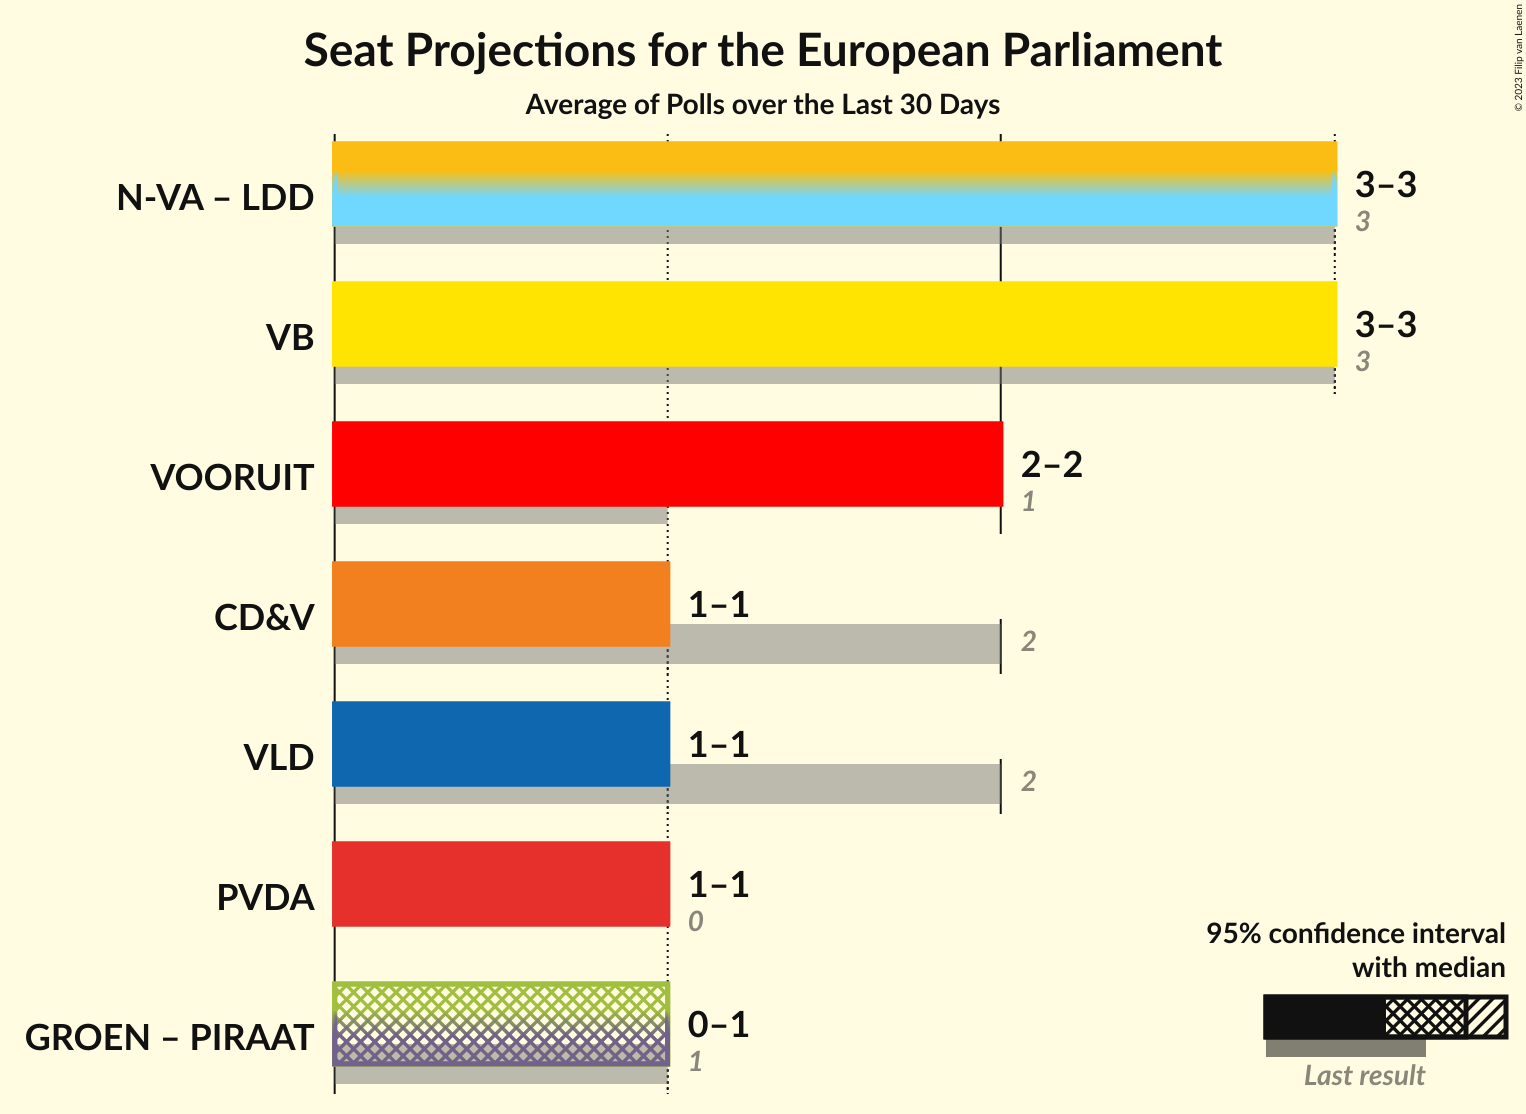 Seat Projections for the European Parliament
Average of Polls over the Last 30 Days
© 2023 Filip van Laenen
N-VA – LDD
3–3
3
VB
3–3
3
VOORUIT
2–2
1
CD&V
1–1
2
VLD
1–1
2
PVDA
1–1
0
GROEN – PIRAAT
0–1
1
95% confidence interval
with median
Last result